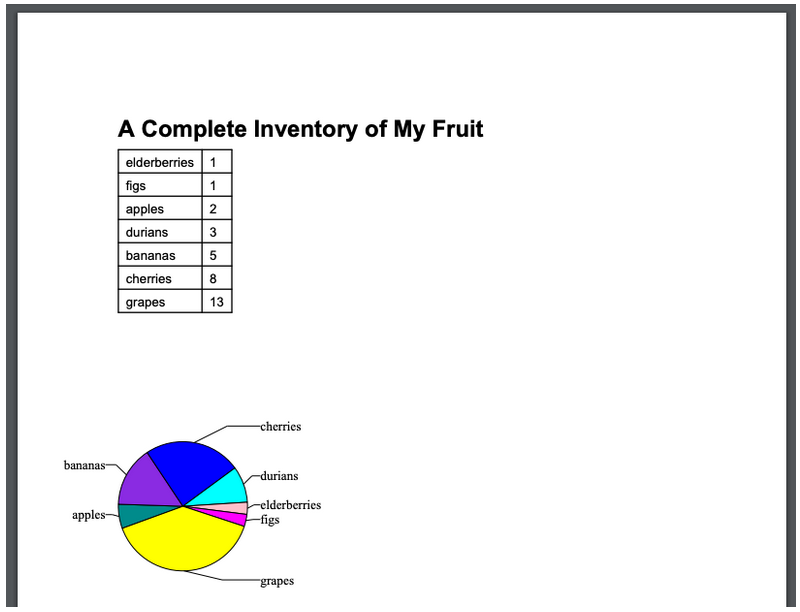 A Complete Inventory of My Fruit
elderberries 1
figs 1
apples 2
durians 3
bananas 5
cherries 8
grapes 13
cherries
bananas
durians
elderberries
apples
figs
grapes